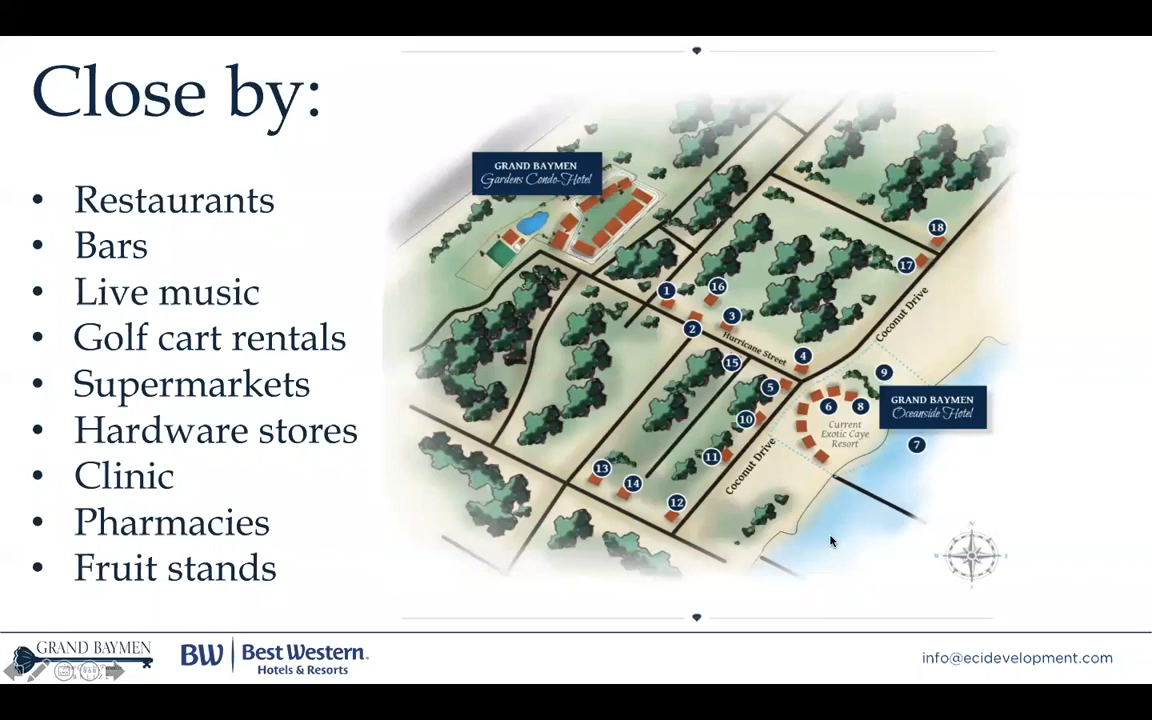 Close by:
• Restaurants
• Bars
• Live music
• Golf cart rentals
• Supermarkets
• Hardware stores
• Clinic
• Pharmacies
• Fruit stands
GRAND BAYMEN
Gardens Condo-Hotel
18
17
1
16
2
3
Hurricane Street
Coconut Drive
15
4
5
9
6
8
GRAND BAYMEN
Oceanside Hotel
10
Current
Exotic Caye
Resort
7
11
Coconut Drive
13
14
12
N
GRAND BAYMEN
BW
Best Western
Hotels & Resorts
info@ecidevelopment.com